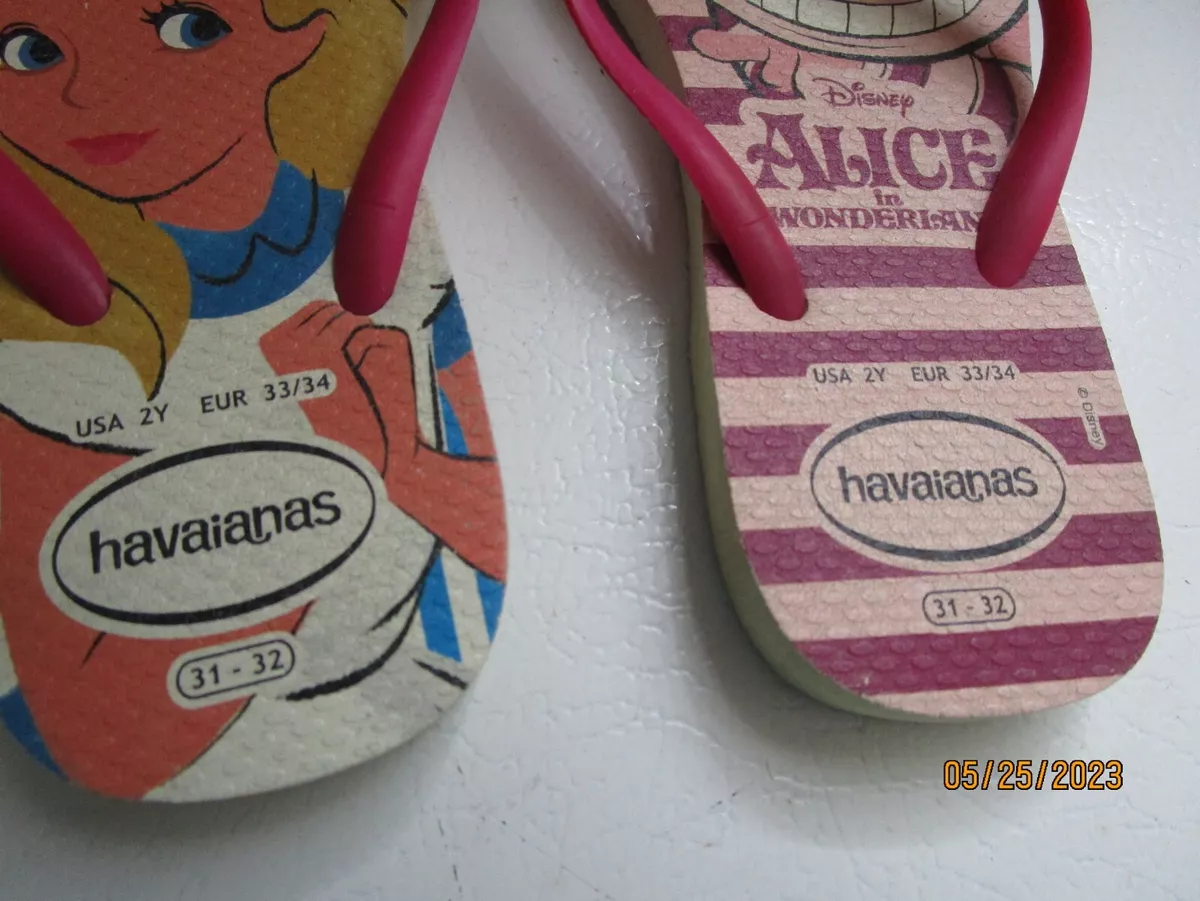 USA 2Y EUR 33/34
havaianas
31 - 32
Disney
ALICE
in
WONDERLAN
USA 2Y EUR 33/34
© Disney
havaianas
31 - 32
05/25/2023